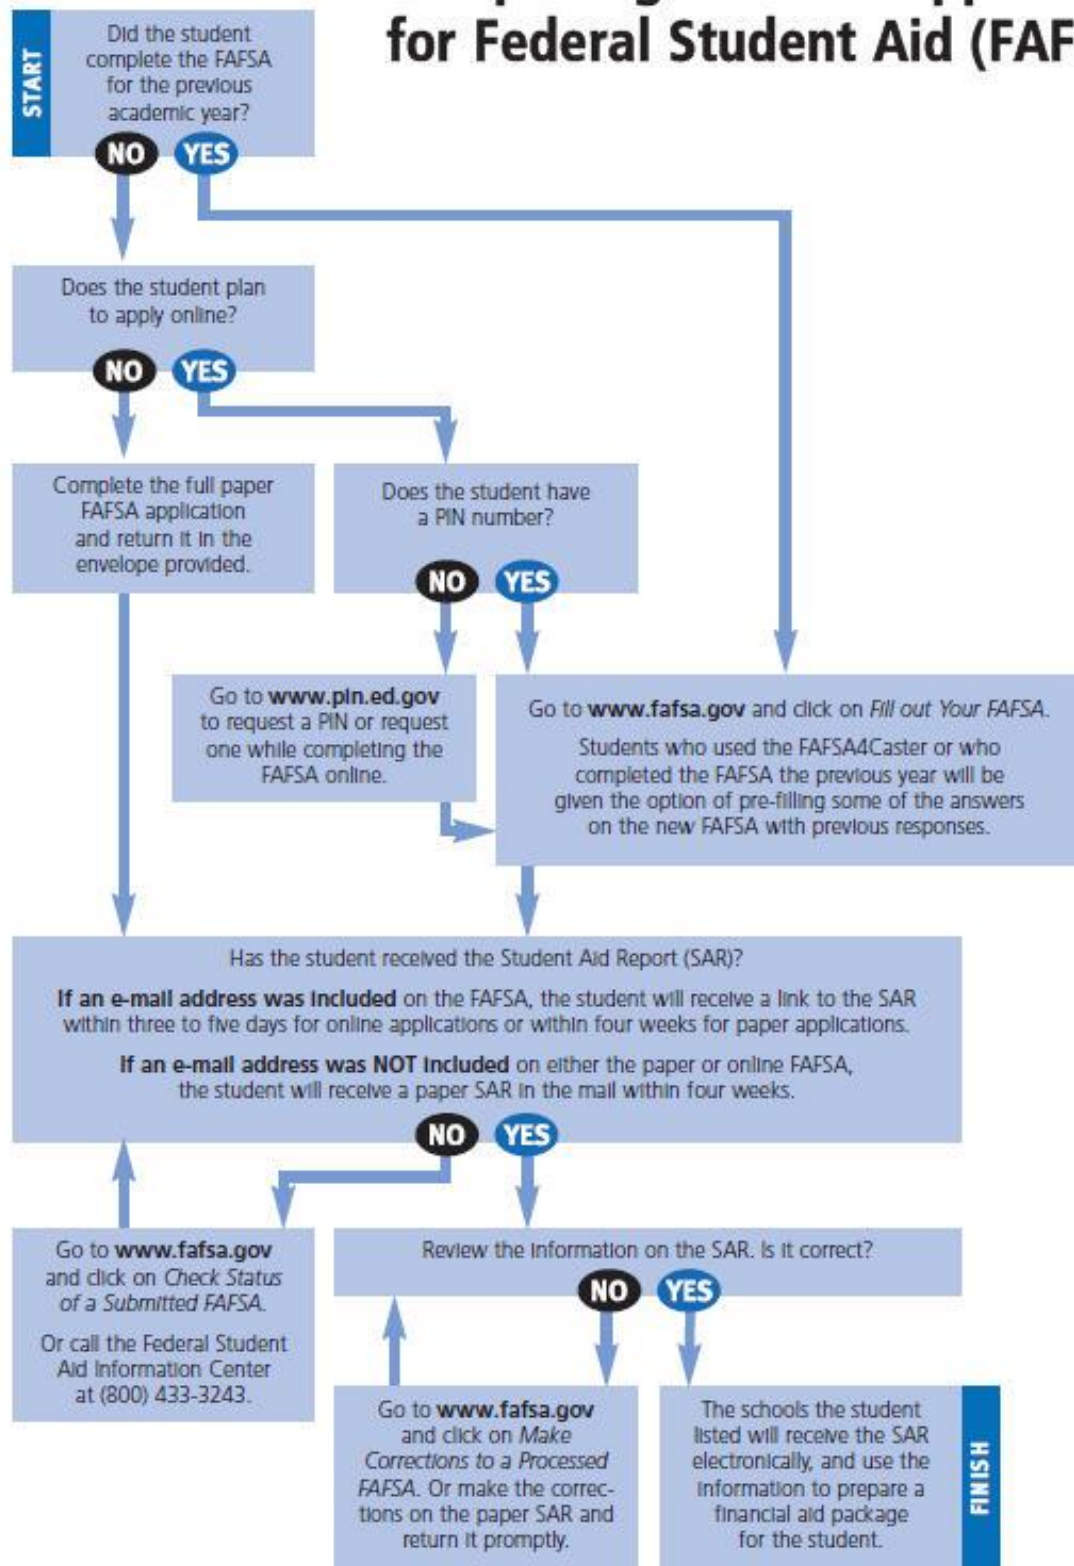 for Federal Student Aid (FAF
START
Did the student
complete the FAFSA
for the previous
academic year?
NO YES
Does the student plan
to apply online?
NO YES
Complete the full paper
FAFSA application
and return it in the
envelope provided.
Does the student have
a PIN number?
NO YES
Go to www.pin.ed.gov
to request a PIN or request
one while completing the
FAFSA online.
Go to www.fafsa.gov and click on Fill out Your FAFSA.
Students who used the FAFSA4Caster or who
completed the FAFSA the previous year will be
given the option of pre-filling some of the answers
on the new FAFSA with previous responses.
Has the student received the Student Aid Report (SAR)?
If an e-mail address was included on the FAFSA, the student will receive a link to the SAR
within three to five days for online applications or within four weeks for paper applications.
If an e-mail address was NOT included on either the paper or online FAFSA,
the student will receive a paper SAR in the mail within four weeks.
NO YES
Go to www.fafsa.gov
and click on Check Status
of a Submitted FAFSA.
Or call the Federal Student
Aid Information Center
at (800) 433-3243.
Review the information on the SAR. Is it correct?
NO YES
Go to www.fafsa.gov
and click on Make
Corrections to a Processed
FAFSA. Or make the correc-
tions on the paper SAR and
return it promptly.
The schools the student
listed will receive the SAR
electronically, and use the
information to prepare a
financial aid package
for the student.
FINISH